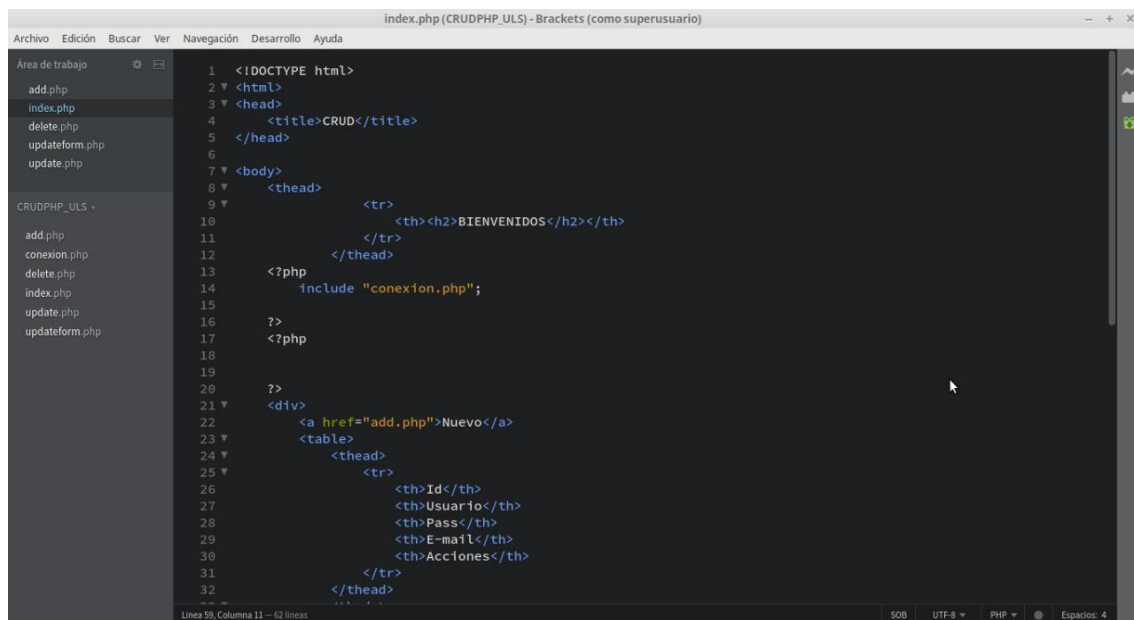 index.php (CRUDPHP_ULS) - Brackets (como superusuario)
Archivo Edición Buscar Ver Navegación Desarrollo Ayuda
Área de trabajo
add.php
index.php
delete.php
updateform.php
update.php
CRUDPHP_ULS
add.php
conexion.php
delete.php
index.php
update.php
updateform.php
1 <!DOCTYPE html>
2 <html>
3 <head>
4 <title>CRUD</title>
5 </head>
6
7 <body>
8 <thead>
9 <tr>
10 <th><h2>BIENVENIDOS</h2></th>
11 </tr>
12 </thead>
13 <?php
14 include "conexion.php";
15
16 ?>
17 <?php
18
19
20 ?>
21 <div>
22 <a href="add.php">Nuevo</a>
23 <table>
24 <thead>
25 <tr>
26 <th>Id</th>
27 <th>Usuario</th>
28 <th>Pass</th>
29 <th>E-mail</th>
30 <th>Acciones</th>
31 </tr>
32 </thead>
Línea 59, Columna 11 — 62 líneas SOB UTF-8 PHP Espacios: 4